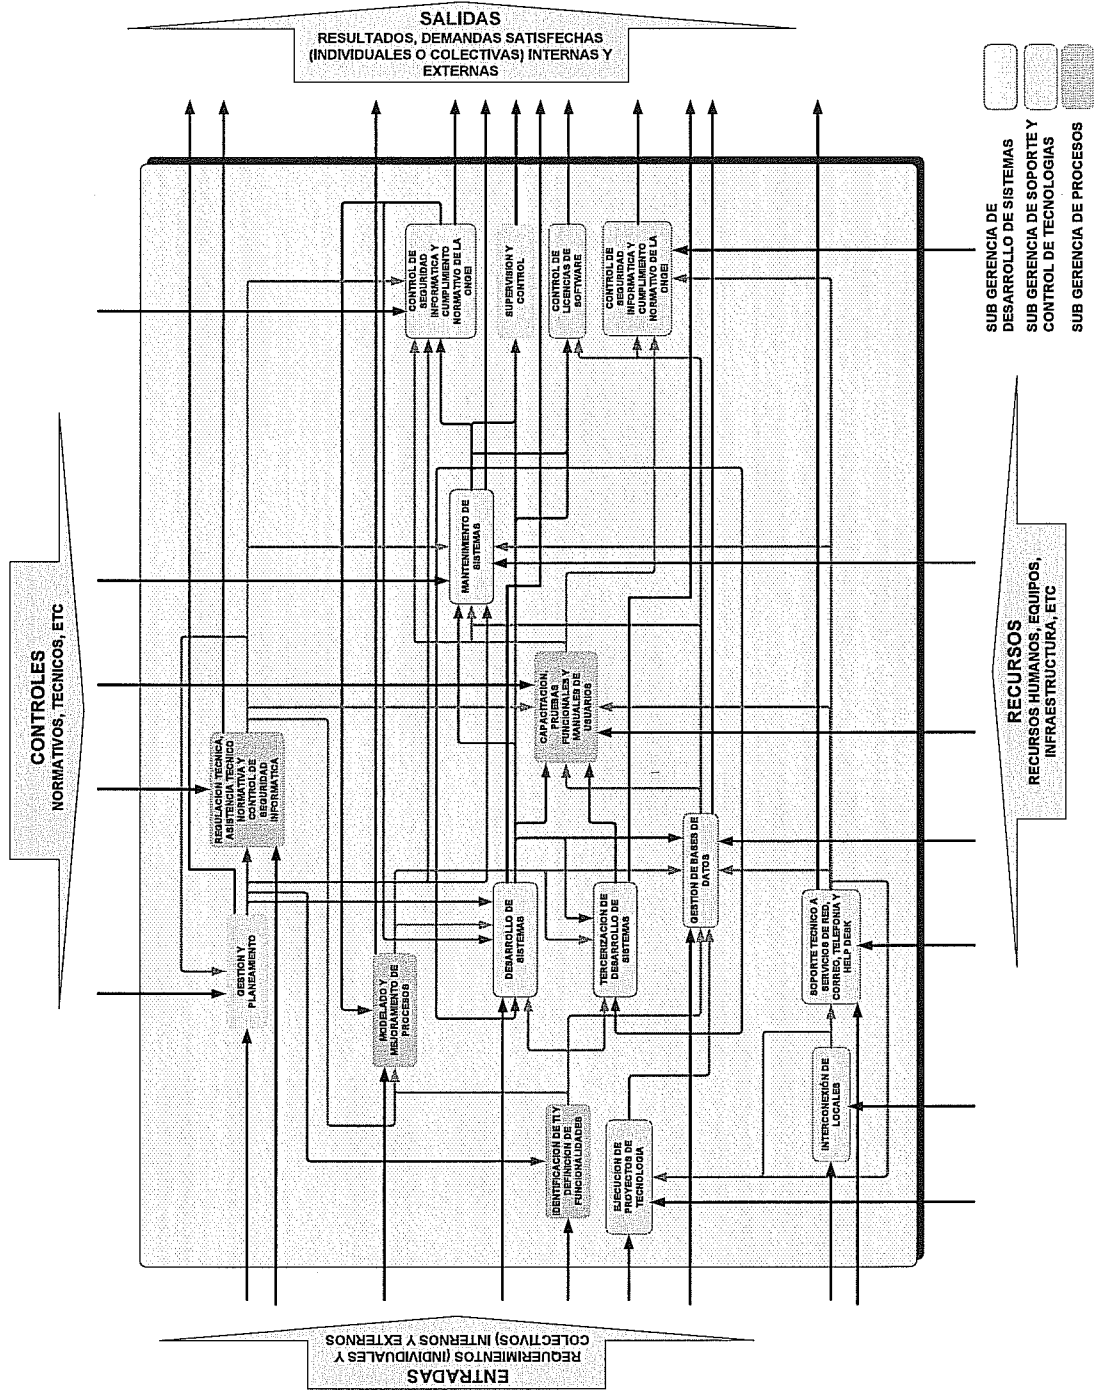 SALIDAS
RESULTADOS, DEMANDAS SATISFECHAS
(INDIVIDUALES O COLECTIVAS) INTERNAS Y
EXTERNAS
CONTROLES
NORMATIVOS, TECNICOS, ETC
REGULACION TECNICA,
ASISTENCIA TECNICO
NORMATIVA Y
CONTROL DE
SEGURIDAD
INFORMATICA
GESTION Y
PLANEAMIENTO
MODELADO Y
MEJORAMIENTO DE
PROCESOS
CONTROL DE
SEGURIDAD
INFORMATICA Y
CUMPLIMIENTO
NORMATIVO DE LA
ONGEI
SUPERVISION Y
CONTROL
CONTROL DE
LICENCIAS DE
SOFTWARE
CONTROL DE
SEGURIDAD
INFORMATICA Y
CUMPLIMIENTO
NORMATIVO DE LA
ONGEI
MANTENIMIENTO DE
SISTEMAS
CAPACITACION,
PRUEBAS
FUNCIONALES Y
MANUALES DE
USUARIOS
DESARROLLO DE
SISTEMAS
TERCERIZACION DE
DESARROLLO DE
SISTEMAS
GESTION DE BASES DE
DATOS
IDENTIFICACION DE TI Y
DEFINICION DE
FUNCIONALIDADES
EJECUCION DE
PROYECTOS DE
TECNOLOGIA
SOPORTE TECNICO A
SERVICIOS DE RED,
CORREO, TELEFONIA Y
HELP DESK
INTERCONEXIÓN DE
LOCALES
RECURSOS
RECURSOS HUMANOS, EQUIPOS,
INFRAESTRUCTURA, ETC
ENTRADAS
REQUERIMIENTOS (INDIVIDUALES Y
COLECTIVOS) INTERNOS Y EXTERNOS
SUB GERENCIA DE
DESARROLLO DE SISTEMAS
SUB GERENCIA DE SOPORTE Y
CONTROL DE TECNOLOGIAS
SUB GERENCIA DE PROCESOS